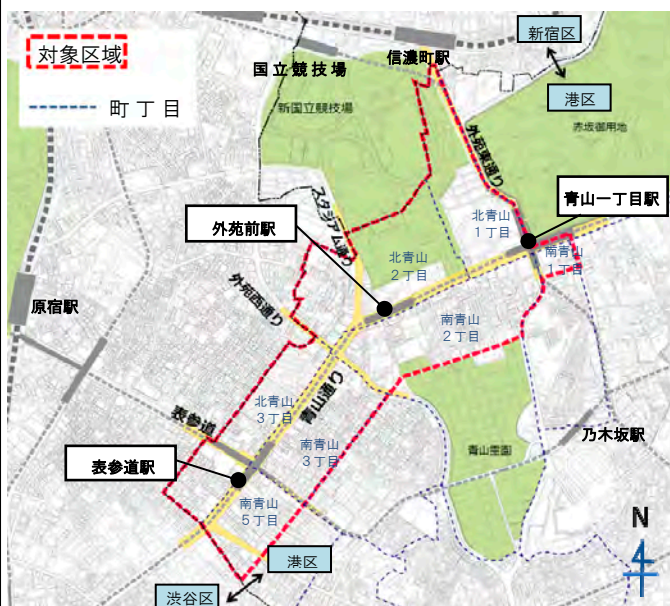 対象区域
町丁目
新宿区
港区
信濃町駅
国立競技場
新国立競技場
赤坂御用地
外苑東通り
青山一丁目駅
スタジアム通り
外苑前駅
北青山
1丁目
南青山
1丁目
北青山
2丁目
外苑西通り
原宿駅
南青山
2丁目
青山通り
北青山
3丁目
表参道
南青山
3丁目
青山霊園
乃木坂駅
表参道駅
南青山
5丁目
N
港区
渋谷区